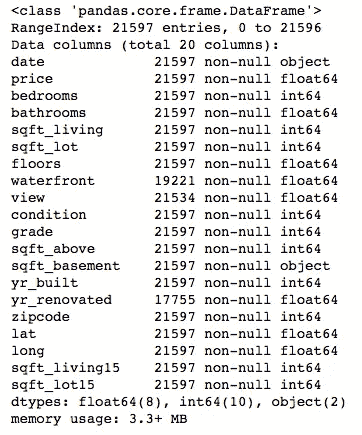 <class 'pandas.core.frame.DataFrame'>
RangeIndex: 21597 entries, 0 to 21596
Data columns (total 20 columns):
date             21597 non-null object
price            21597 non-null float64
bedrooms         21597 non-null int64
bathrooms        21597 non-null float64
sqft_living      21597 non-null int64
sqft_lot         21597 non-null int64
floors           21597 non-null float64
waterfront       19221 non-null float64
view             21534 non-null float64
condition        21597 non-null int64
grade            21597 non-null int64
sqft_above       21597 non-null int64
sqft_basement    21597 non-null object
yr_built         21597 non-null int64
yr_renovated     17755 non-null float64
zipcode          21597 non-null int64
lat              21597 non-null float64
long             21597 non-null float64
sqft_living15    21597 non-null int64
sqft_lot15       21597 non-null int64
dtypes: float64(8), int64(10), object(2)
memory usage: 3.3+ MB